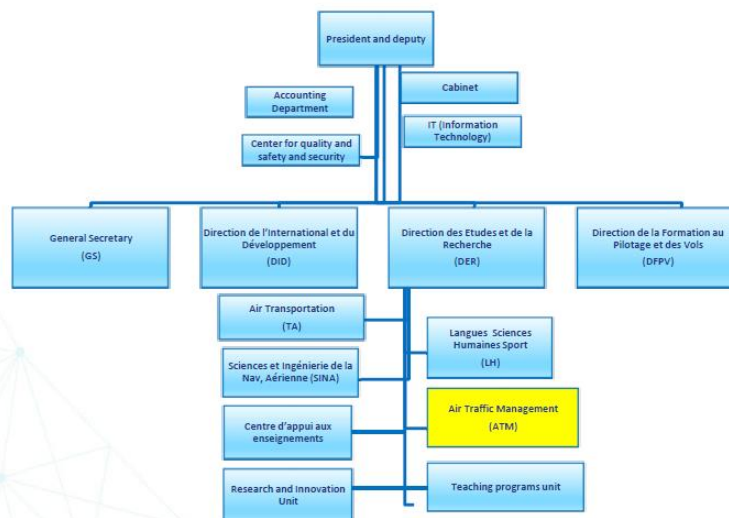 President and deputy
Accounting
Department
Cabinet
IT (Information
Technology)
Center for quality and
safety and security
General Secretary
(GS)
Direction de l'International et du
Développement
(DID)
Direction des Etudes et de la
Recherche
(DER)
Direction de la Formation au
Pilotage et des Vols
(DFPV)
Air Transportation
(TA)
Langues Sciences
Humaines Sport
(LH)
Sciences et Ingénierie de la
Nav, Aérienne (SINA)
Air Traffic Management
(ATM)
Centre d'appui aux
enseignements
Research and Innovation
Unit
Teaching programs unit